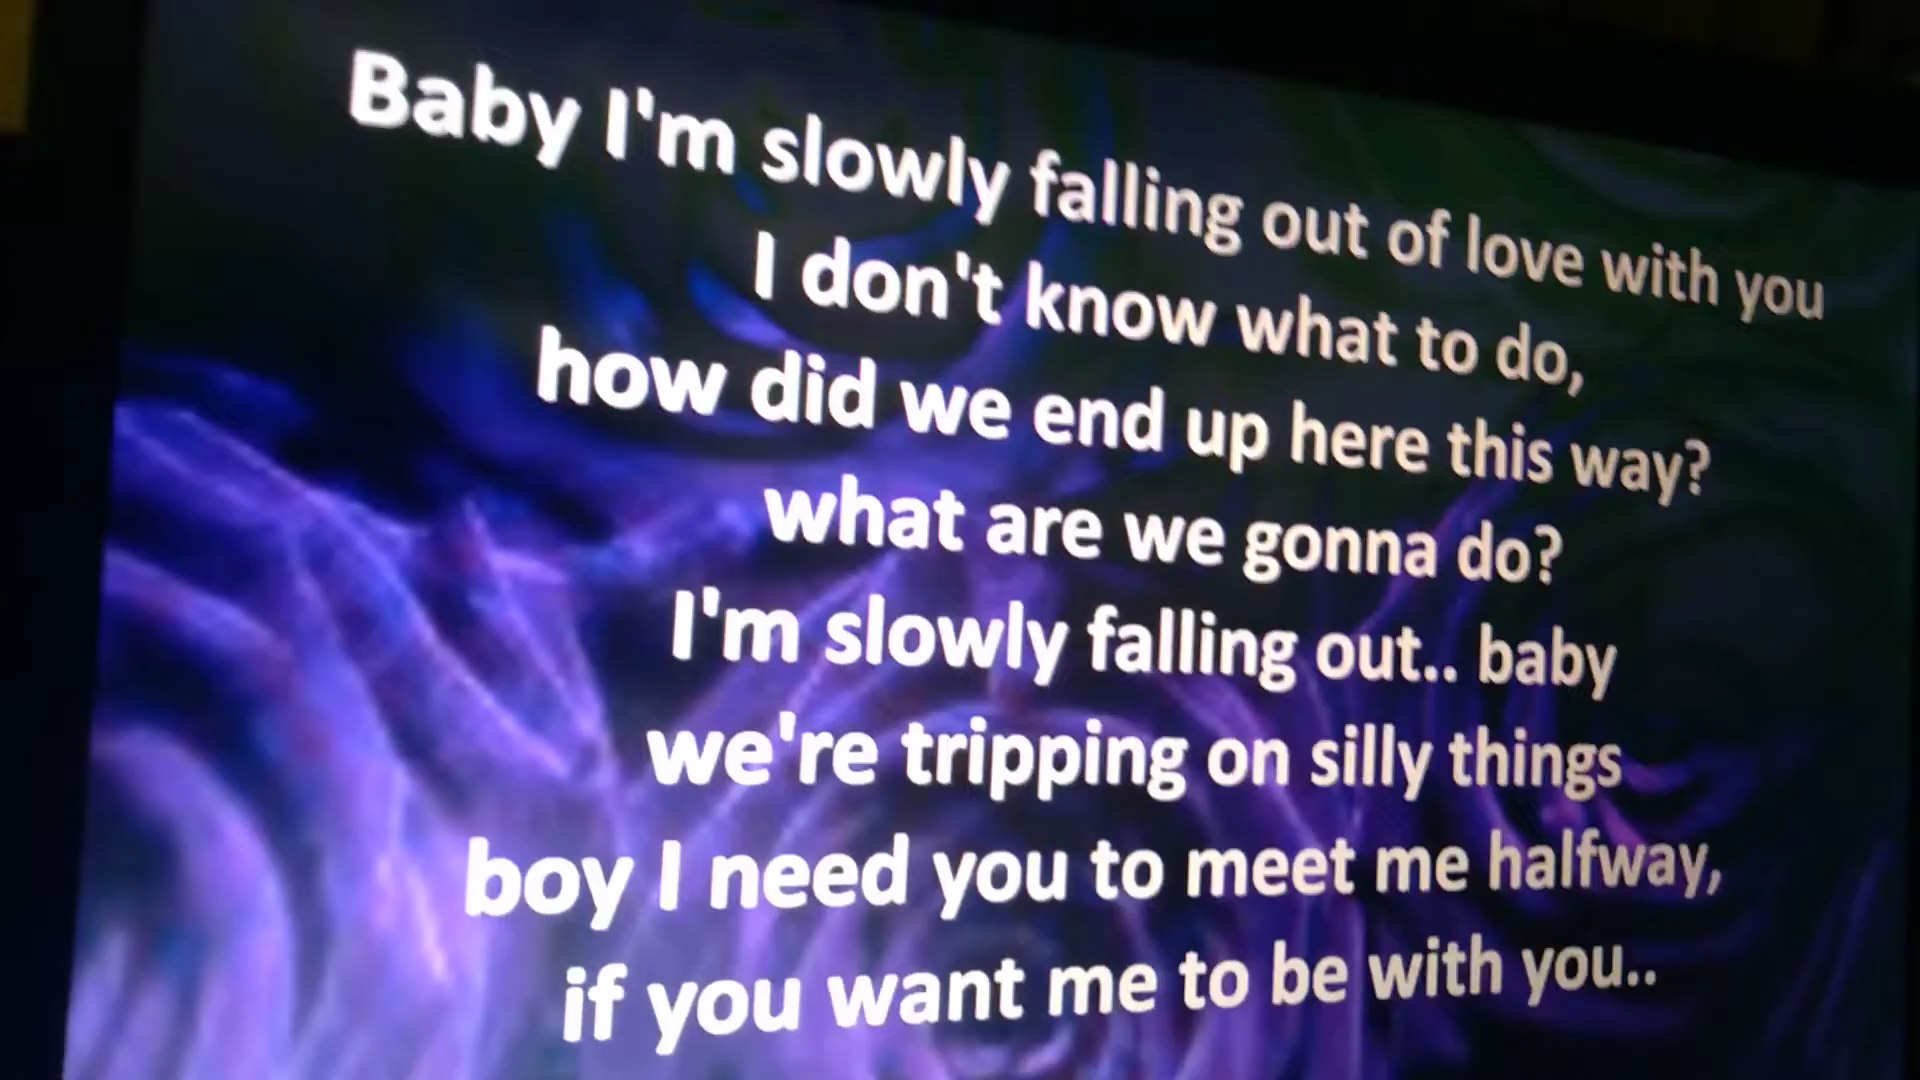 Baby I'm slowly falling out of love with you
I don't know what to do,
how did we end up here this way?
what are we gonna do?
I'm slowly falling out.. baby
we're tripping on silly things
boy I need you to meet me halfway,
if you want me to be with you..